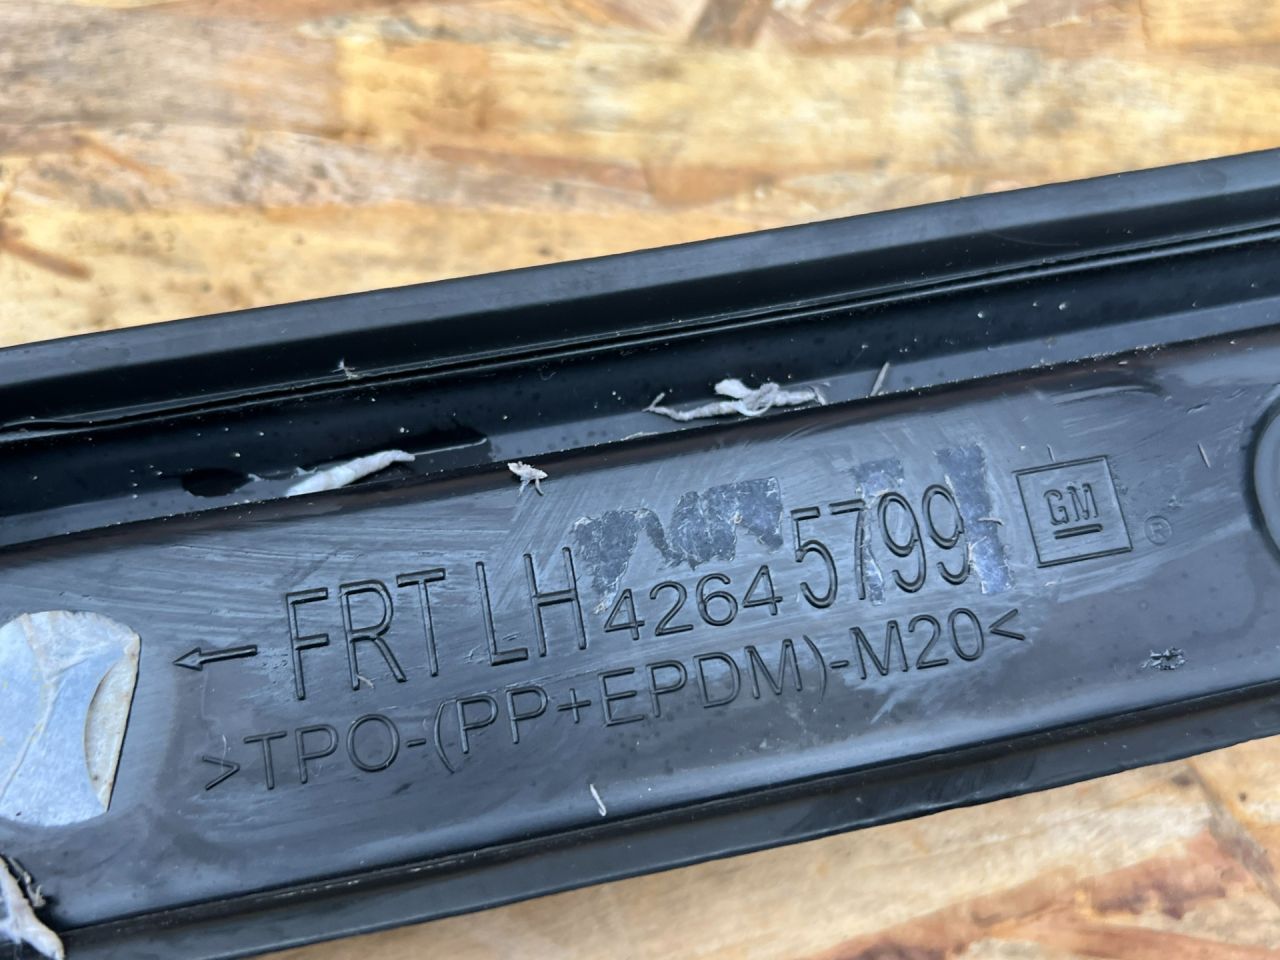 ← FRT LH 42645799 GM ®
>TPO-(PP+EPDM)-M20<